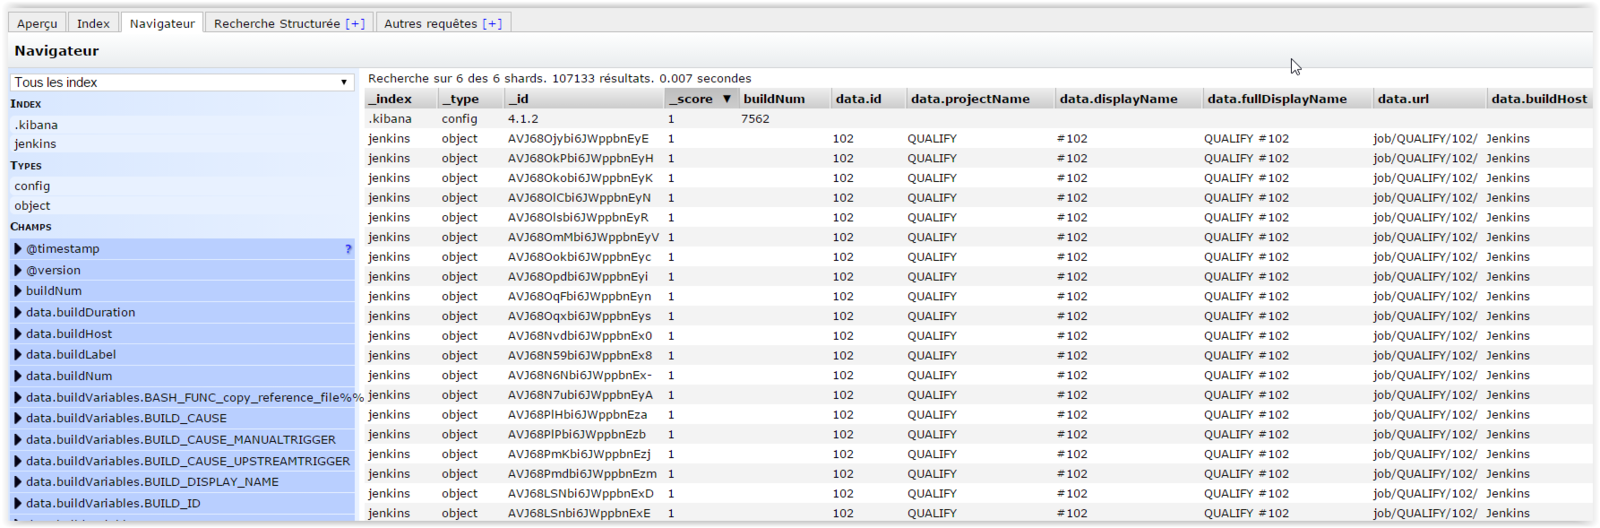 Aperçu Index Navigateur Recherche Structurée [+] Autres requêtes [+]
Navigateur
Tous les index
INDEX
.kibana
jenkins
TYPES
config
object
CHAMPS
@timestamp ?
@version
buildNum
data.buildDuration
data.buildHost
data.buildLabel
data.buildNum
data.buildVariables.BASH_FUNC_copy_reference_file%%
data.buildVariables.BUILD_CAUSE
data.buildVariables.BUILD_CAUSE_MANUALTRIGGER
data.buildVariables.BUILD_CAUSE_UPSTREAMTRIGGER
data.buildVariables.BUILD_DISPLAY_NAME
data.buildVariables.BUILD_ID
Recherche sur 6 des 6 shards. 107133 résultats. 0.007 secondes
_index _type _id _score ▼ buildNum data.id data.projectName data.displayName data.fullDisplayName data.url data.buildHost
.kibana config 4.1.2 1 7562
jenkins object AVJ68Ojybi6JWppbnEyE 1 102 QUALIFY #102 QUALIFY #102 job/QUALIFY/102/ Jenkins
jenkins object AVJ68OkPbi6JWppbnEyH 1 102 QUALIFY #102 QUALIFY #102 job/QUALIFY/102/ Jenkins
jenkins object AVJ68Okobi6JWppbnEyK 1 102 QUALIFY #102 QUALIFY #102 job/QUALIFY/102/ Jenkins
jenkins object AVJ68OlCbi6JWppbnEyN 1 102 QUALIFY #102 QUALIFY #102 job/QUALIFY/102/ Jenkins
jenkins object AVJ68Olsbi6JWppbnEyR 1 102 QUALIFY #102 QUALIFY #102 job/QUALIFY/102/ Jenkins
jenkins object AVJ68OmMbi6JWppbnEyV 1 102 QUALIFY #102 QUALIFY #102 job/QUALIFY/102/ Jenkins
jenkins object AVJ68Ookbi6JWppbnEyc 1 102 QUALIFY #102 QUALIFY #102 job/QUALIFY/102/ Jenkins
jenkins object AVJ68Opdbi6JWppbnEyi 1 102 QUALIFY #102 QUALIFY #102 job/QUALIFY/102/ Jenkins
jenkins object AVJ68OqFbi6JWppbnEyn 1 102 QUALIFY #102 QUALIFY #102 job/QUALIFY/102/ Jenkins
jenkins object AVJ68Oqxbi6JWppbnEys 1 102 QUALIFY #102 QUALIFY #102 job/QUALIFY/102/ Jenkins
jenkins object AVJ68Nvdbi6JWppbnEx0 1 102 QUALIFY #102 QUALIFY #102 job/QUALIFY/102/ Jenkins
jenkins object AVJ68N59bi6JWppbnEx8 1 102 QUALIFY #102 QUALIFY #102 job/QUALIFY/102/ Jenkins
jenkins object AVJ68N6Nbi6JWppbnEx- 1 102 QUALIFY #102 QUALIFY #102 job/QUALIFY/102/ Jenkins
jenkins object AVJ68N7ubi6JWppbnEyA 1 102 QUALIFY #102 QUALIFY #102 job/QUALIFY/102/ Jenkins
jenkins object AVJ68PlHbi6JWppbnEza 1 102 QUALIFY #102 QUALIFY #102 job/QUALIFY/102/ Jenkins
jenkins object AVJ68PlPbi6JWppbnEzb 1 102 QUALIFY #102 QUALIFY #102 job/QUALIFY/102/ Jenkins
jenkins object AVJ68PmKbi6JWppbnEzj 1 102 QUALIFY #102 QUALIFY #102 job/QUALIFY/102/ Jenkins
jenkins object AVJ68Pmdbi6JWppbnEzm 1 102 QUALIFY #102 QUALIFY #102 job/QUALIFY/102/ Jenkins
jenkins object AVJ68LSNbi6JWppbnExD 1 102 QUALIFY #102 QUALIFY #102 job/QUALIFY/102/ Jenkins
jenkins object AVJ68LSnbi6JWppbnExE 1 102 QUALIFY #102 QUALIFY #102 job/QUALIFY/102/ Jenkins